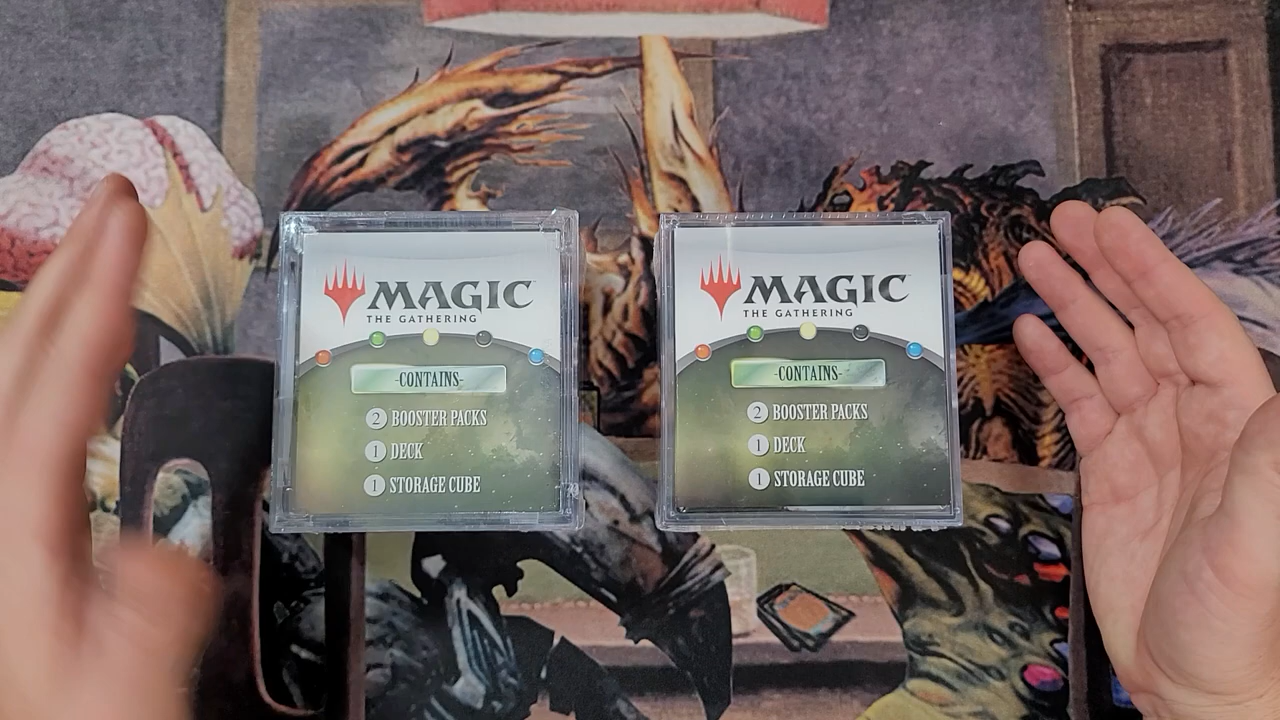 MAGIC
THE GATHERING
-CONTAINS-
2 BOOSTER PACKS
1 DECK
1 STORAGE CUBE
MAGIC
THE GATHERING
-CONTAINS-
2 BOOSTER PACKS
1 DECK
1 STORAGE CUBE